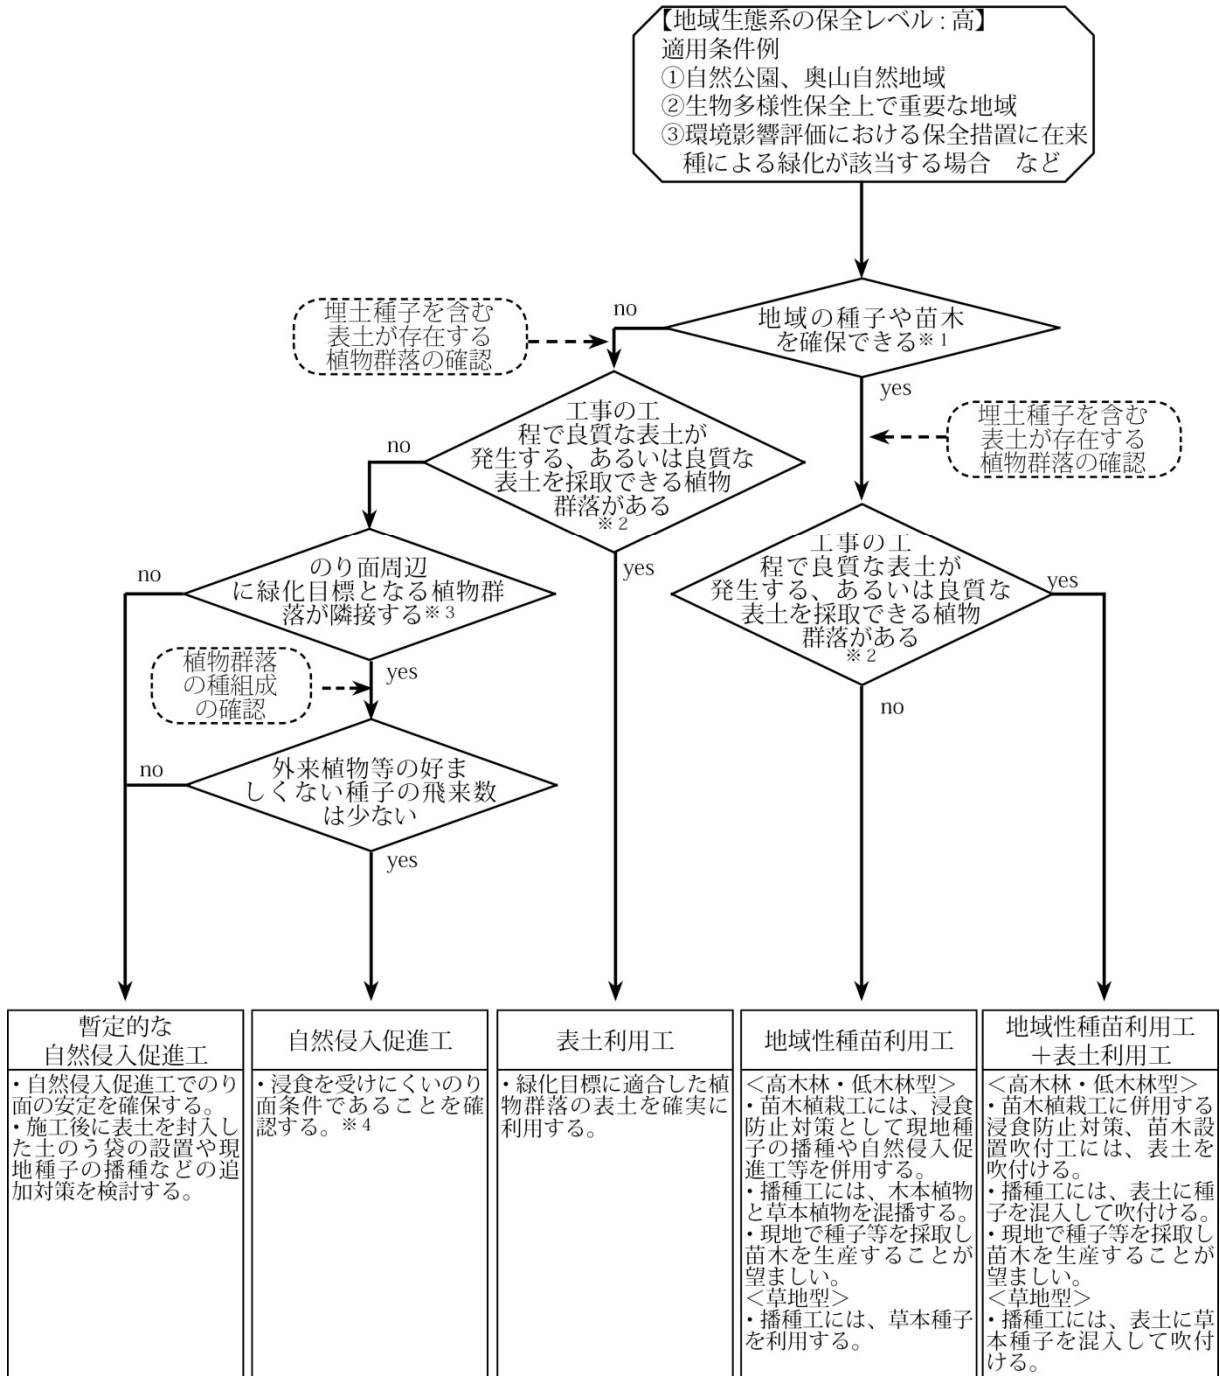 【地域生態系の保全レベル：高】
適用条件例
①自然公園、奥山自然地域
②生物多様性保全上で重要な地域
③環境影響評価における保全措置に在来
種による緑化が該当する場合　など
地域の種子や苗木
を確保できる※1
no
yes
埋土種子を含む
表土が存在する
植物群落の確認
工事の工
程で良質な表土が
発生する、あるいは良質な
表土を採取できる植物
群落がある
※2
no
yes
埋土種子を含む
表土が存在する
植物群落の確認
工事の工
程で良質な表土が
発生する、あるいは良質な
表土を採取できる植物
群落がある
※2
yes
no
のり面周辺
に緑化目標となる植物群
落が隣接する※3
no
yes
植物群落
の種組成
の確認
外来植物等の好ま
しくない種子の飛来数
は少ない
no
yes
暫定的な
自然侵入促進工
・自然侵入促進工でのり
面の安定を確保する。
・施工後に表土を封入し
た土のう袋の設置や現
地種子の播種などの追
加対策を検討する。
自然侵入促進工
・浸食を受けにくいのり
面条件であることを確
認する。※4
表土利用工
・緑化目標に適合した植
物群落の表土を確実に
利用する。
地域性種苗利用工
＜高木林・低木林型＞
・苗木植栽工には、浸食
防止対策として現地種
子の播種や自然侵入促
進工等を併用する。
・播種工には、木本植物
と草本植物を混播する。
・現地で種子等を採取し
苗木を生産することが
望ましい。
＜草地型＞
・播種工には、草本種子
を利用する。
地域性種苗利用工
＋表土利用工
＜高木林・低木林型＞
・苗木植栽工に併用する
浸食防止対策、苗木設
置吹付工には、表土を
吹付ける。
・播種工には、表土に種
子を混入して吹付ける。
・現地で種子等を採取し
苗木を生産することが
望ましい。
＜草地型＞
・播種工には、表土に草
本種子を混入して吹付
ける。